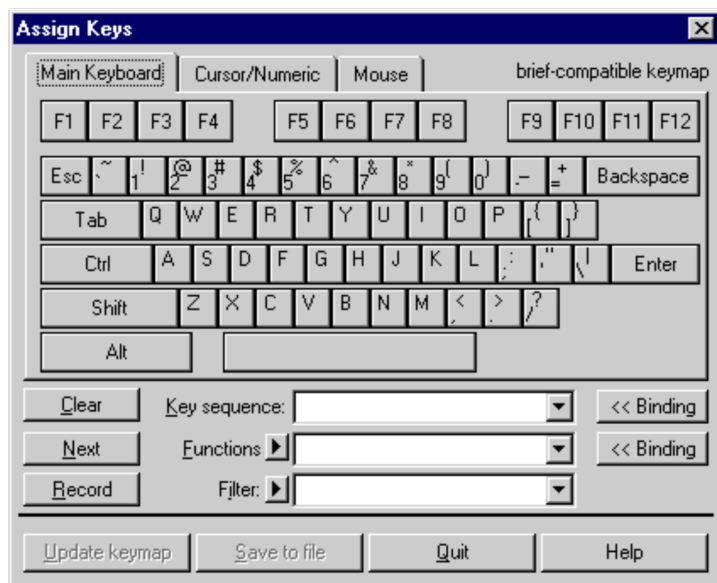 Assign Keys
Main Keyboard Cursor/Numeric Mouse brief-compatible keymap
F1 F2 F3 F4 F5 F6 F7 F8 F9 F10 F11 F12
Esc ~ ` ! 1 @ 2 # 3 $ 4 % 5 ^ 6 & 7 * 8 ( 9 ) 0 _ - + = Backspace
Tab Q W E R T Y U I O P { [ } ]
Ctrl A S D F G H J K L : ; " ' | \ Enter
Shift Z X C V B N M < , > . ? /
Alt
Clear Key sequence: << Binding
Next Functions << Binding
Record Filter:
Update keymap Save to file Quit Help